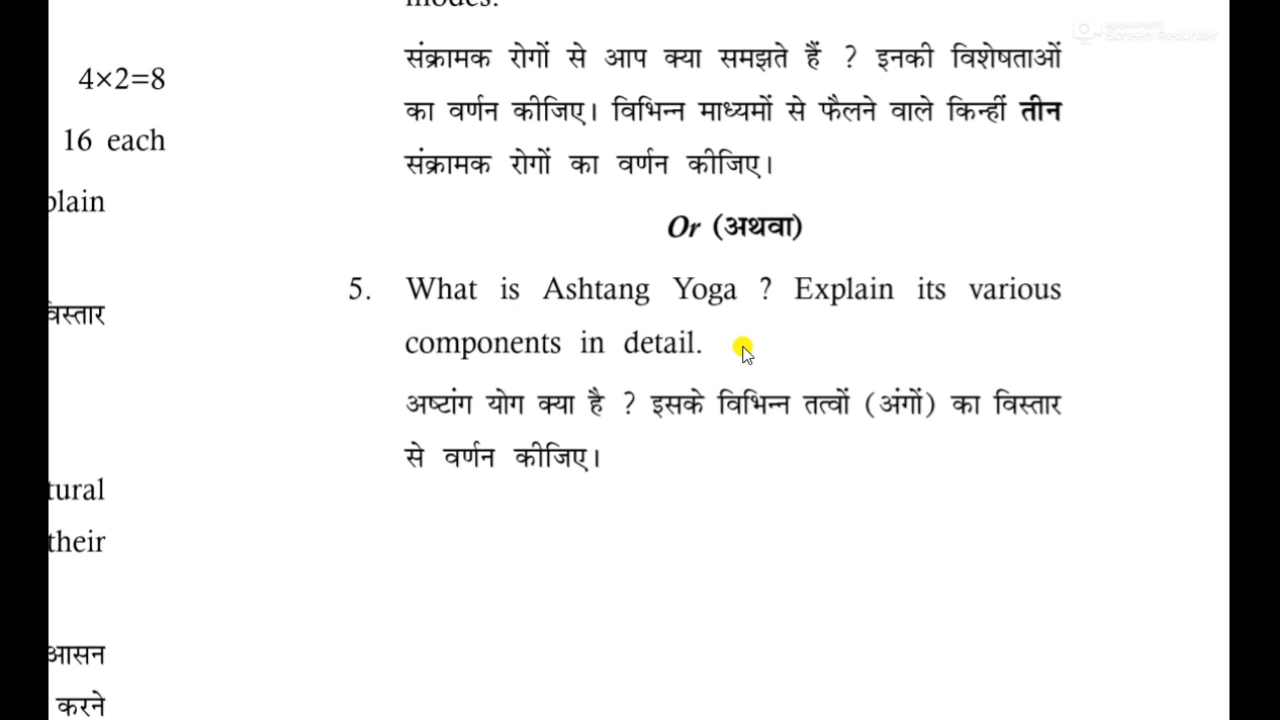 modes.
संक्रामक रोगों से आप क्या समझते हैं ? इनकी विशेषताओं
का वर्णन कीजिए। विभिन्न माध्यमों से फैलने वाले किन्हीं तीन
संक्रामक रोगों का वर्णन कीजिए।
Or (अथवा)
5. What is Ashtang Yoga ? Explain its various
components in detail.
अष्टांग योग क्या है ? इसके विभिन्न तत्वों (अंगों) का विस्तार
से वर्णन कीजिए।
4×2=8
16 each
plain
विस्तार
tural
their
आसन
करने
Screen Recorder